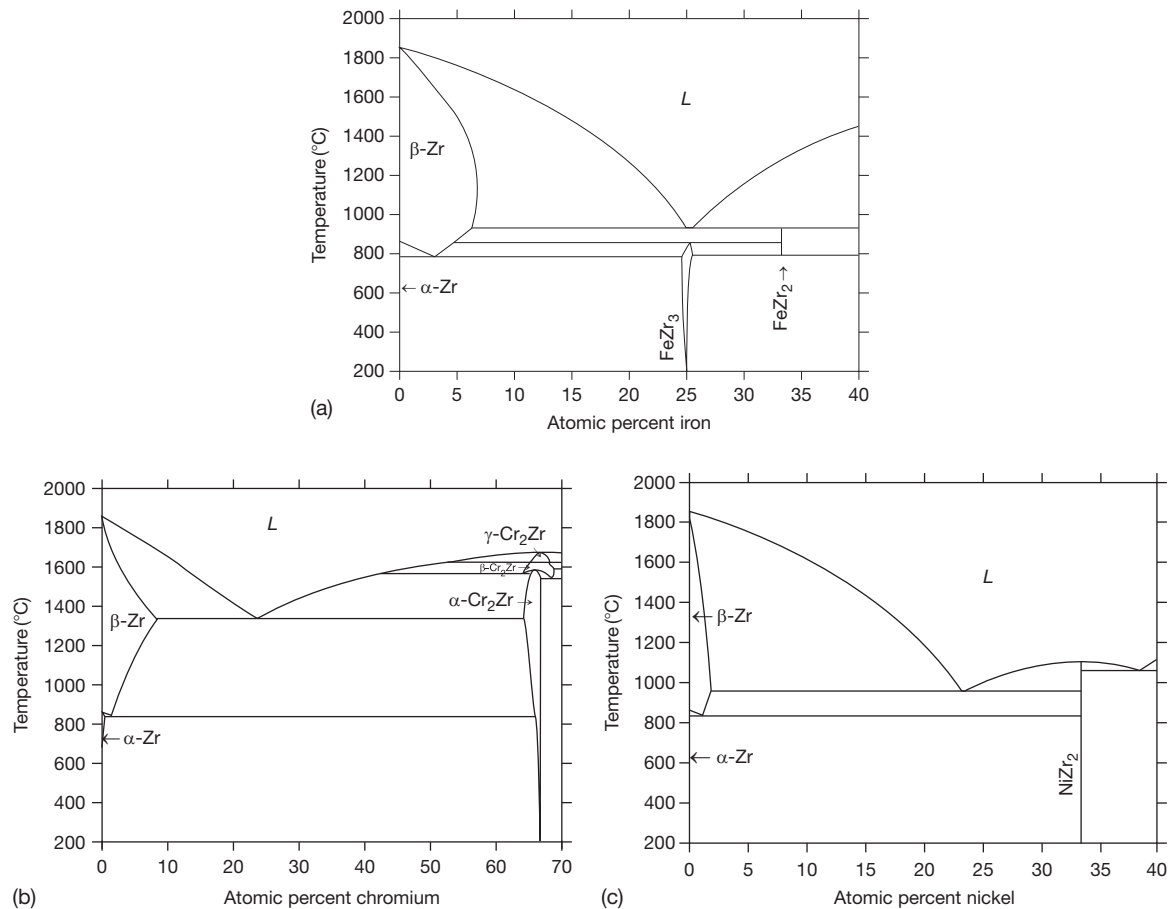 2000
1800
1600
1400
1200
1000
800
600
400
200
Temperature (°C)
L
β-Zr
← α-Zr
FeZr3
FeZr2 →
0 5 10 15 20 25 30 35 40
Atomic percent iron
(a)
2000
1800
1600
1400
1200
1000
800
600
400
200
Temperature (°C)
L
γ-Cr2Zr
β-Cr2Zr
α-Cr2Zr →
β-Zr
← α-Zr
0 10 20 30 40 50 60 70
Atomic percent chromium
(b)
2000
1800
1600
1400
1200
1000
800
600
400
200
Temperature (°C)
L
← β-Zr
← α-Zr
NiZr2
0 5 10 15 20 25 30 35 40
Atomic percent nickel
(c)